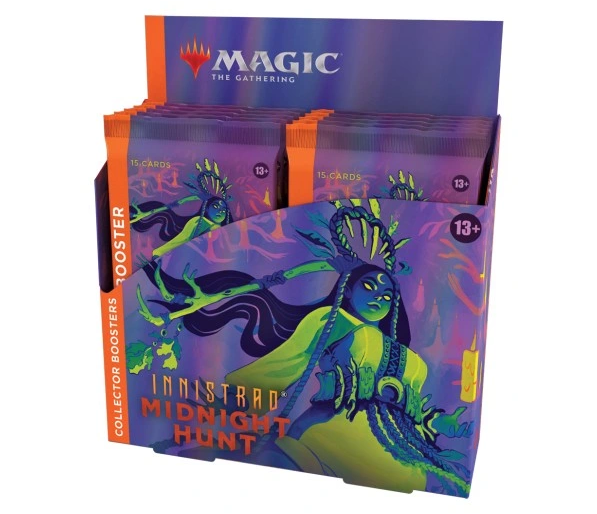 MAGIC
THE GATHERING
15 CARDS
13+
15 CARDS
13+
13+
COLLECTOR BOOSTERS
BOOSTER
INNISTRAD®
MIDNIGHT
HUNT